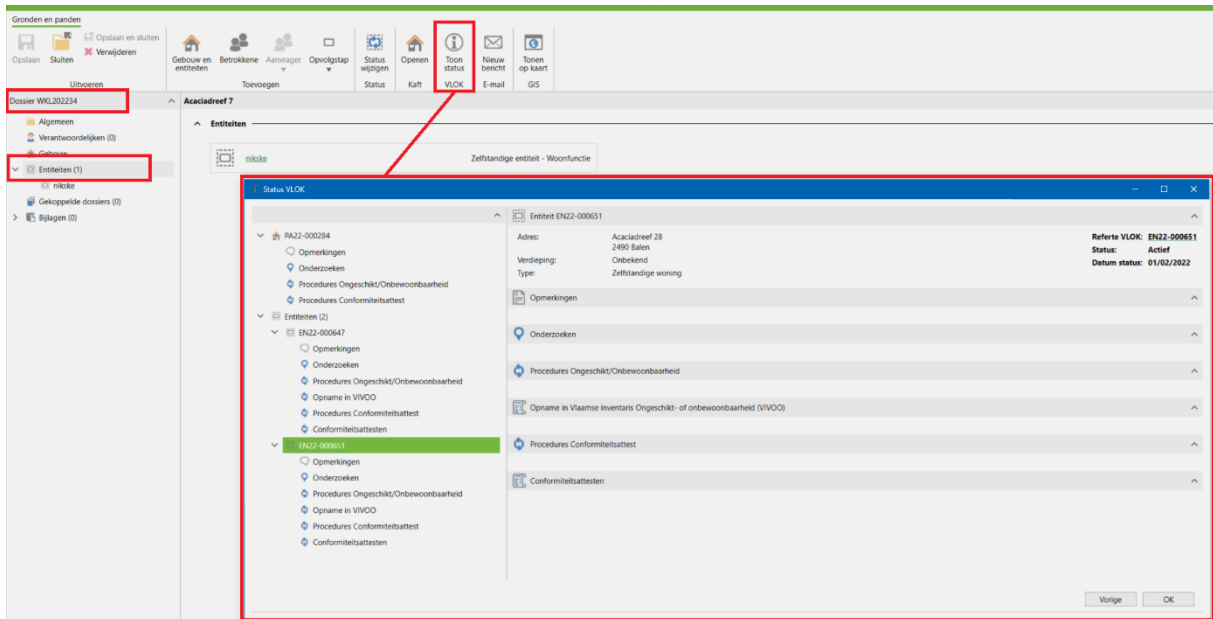 Gronden en panden
Opslaan
Sluiten
Opslaan en sluiten
Verwijderen
Uitvoeren
Gebouw en entiteiten
Betrokkene
Aanvrager
Opvolgstap
Toevoegen
Status wijzigen
Status
Openen
Kaft
Toon status
VLOK
Nieuw bericht
E-mail
Tonen op kaart
GIS
Dossier WKL202234
Algemeen
Verantwoordelijken (0)
Gebouw
Entiteiten (1)
nikske
Gekoppelde dossiers (0)
Bijlagen (0)
Acaciadreef 7
Entiteiten
nikske
Zelfstandige entiteit - Woonfunctie
Status VLOK
PA22-000284
Opmerkingen
Onderzoeken
Procedures Ongeschikt/Onbewoonbaarheid
Procedures Conformiteitsattest
Entiteiten (2)
EN22-000647
Opmerkingen
Onderzoeken
Procedures Ongeschikt/Onbewoonbaarheid
Opname in VIVOO
Procedures Conformiteitsattest
Conformiteitsattesten
EN22-000651
Opmerkingen
Onderzoeken
Procedures Ongeschikt/Onbewoonbaarheid
Opname in VIVOO
Procedures Conformiteitsattest
Conformiteitsattesten
Entiteit EN22-000651
Adres: Acaciadreef 28
2490 Balen
Verdieping: Onbekend
Type: Zelfstandige woning
Referte VLOK: EN22-000651
Status: Actief
Datum status: 01/02/2022
Opmerkingen
Onderzoeken
Procedures Ongeschikt/Onbewoonbaarheid
Opname in Vlaamse inventaris Ongeschikt- of onbewoonbaarheid (VIVOO)
Procedures Conformiteitsattest
Conformiteitsattesten
Vorige
OK